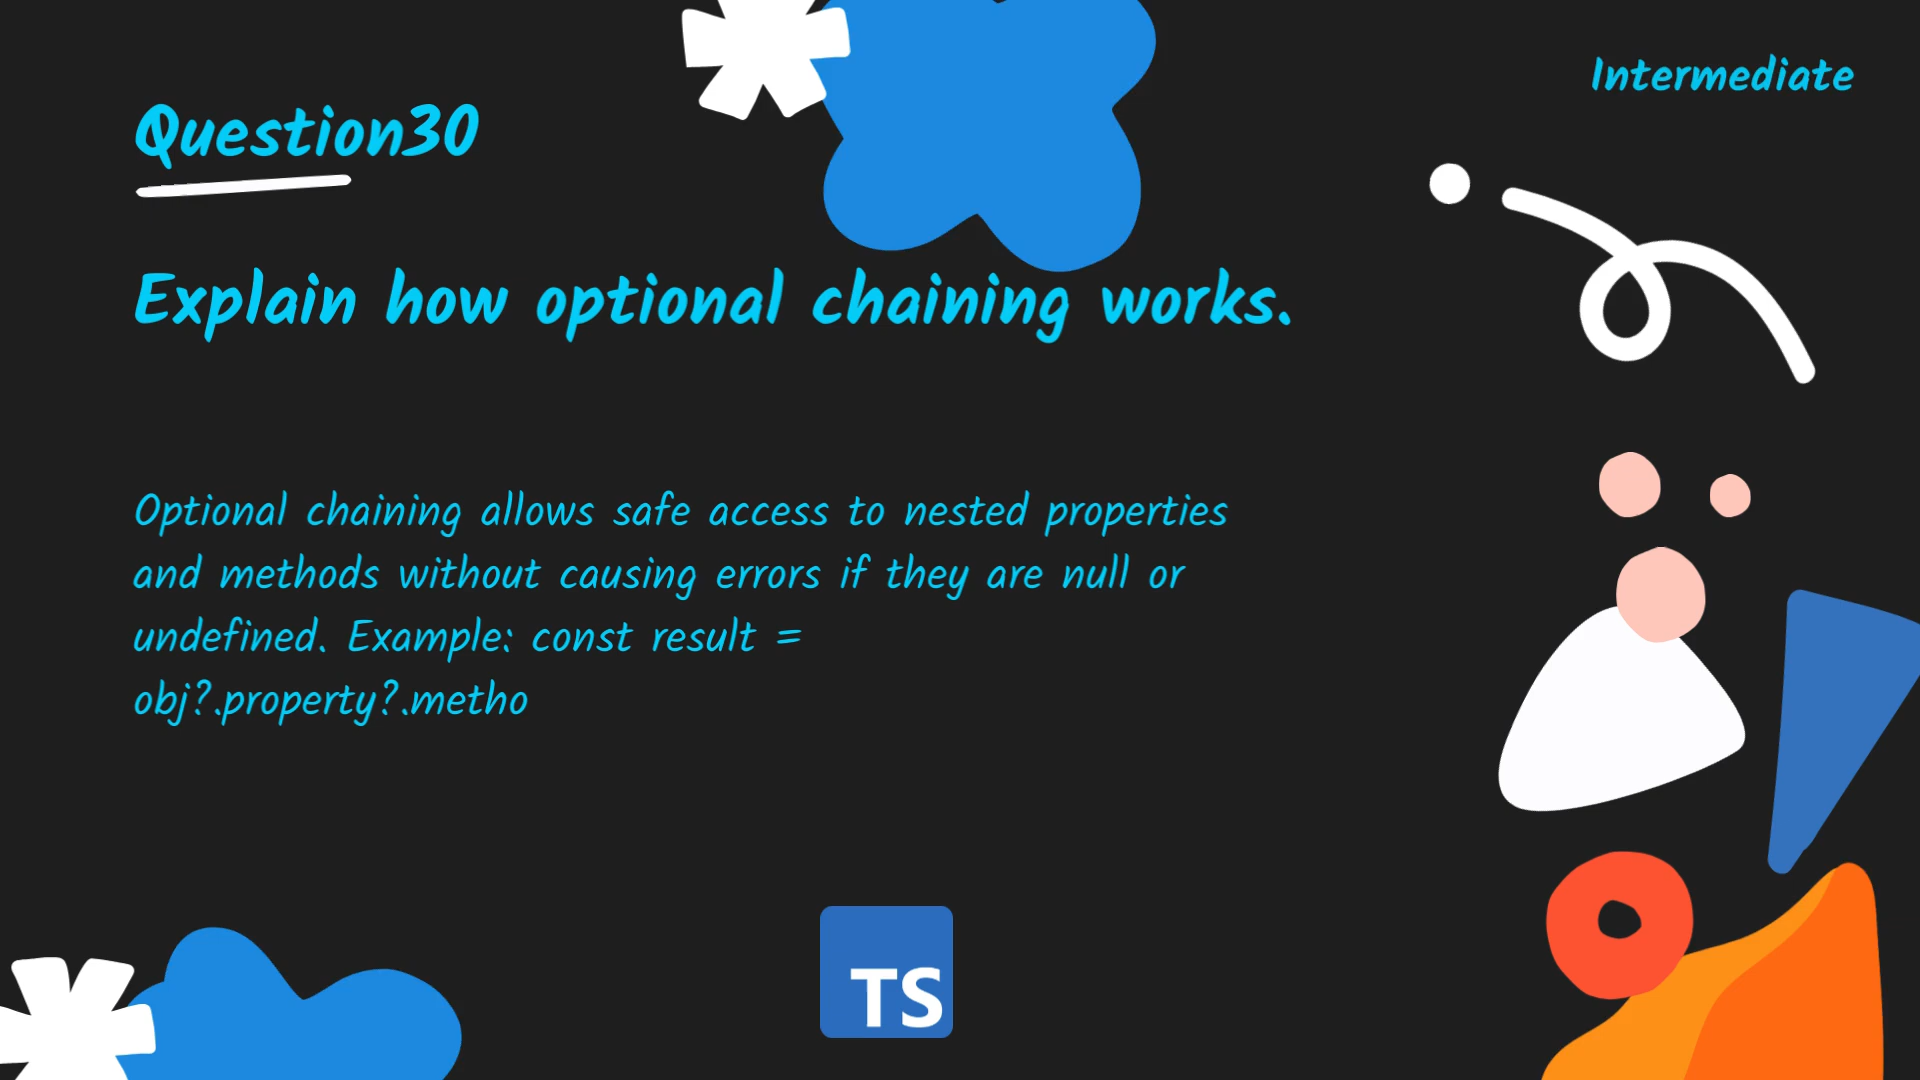 Intermediate
Question30
Explain how optional chaining works.
Optional chaining allows safe access to nested properties
and methods without causing errors if they are null or
undefined. Example: const result =
obj?.property?.metho
TS